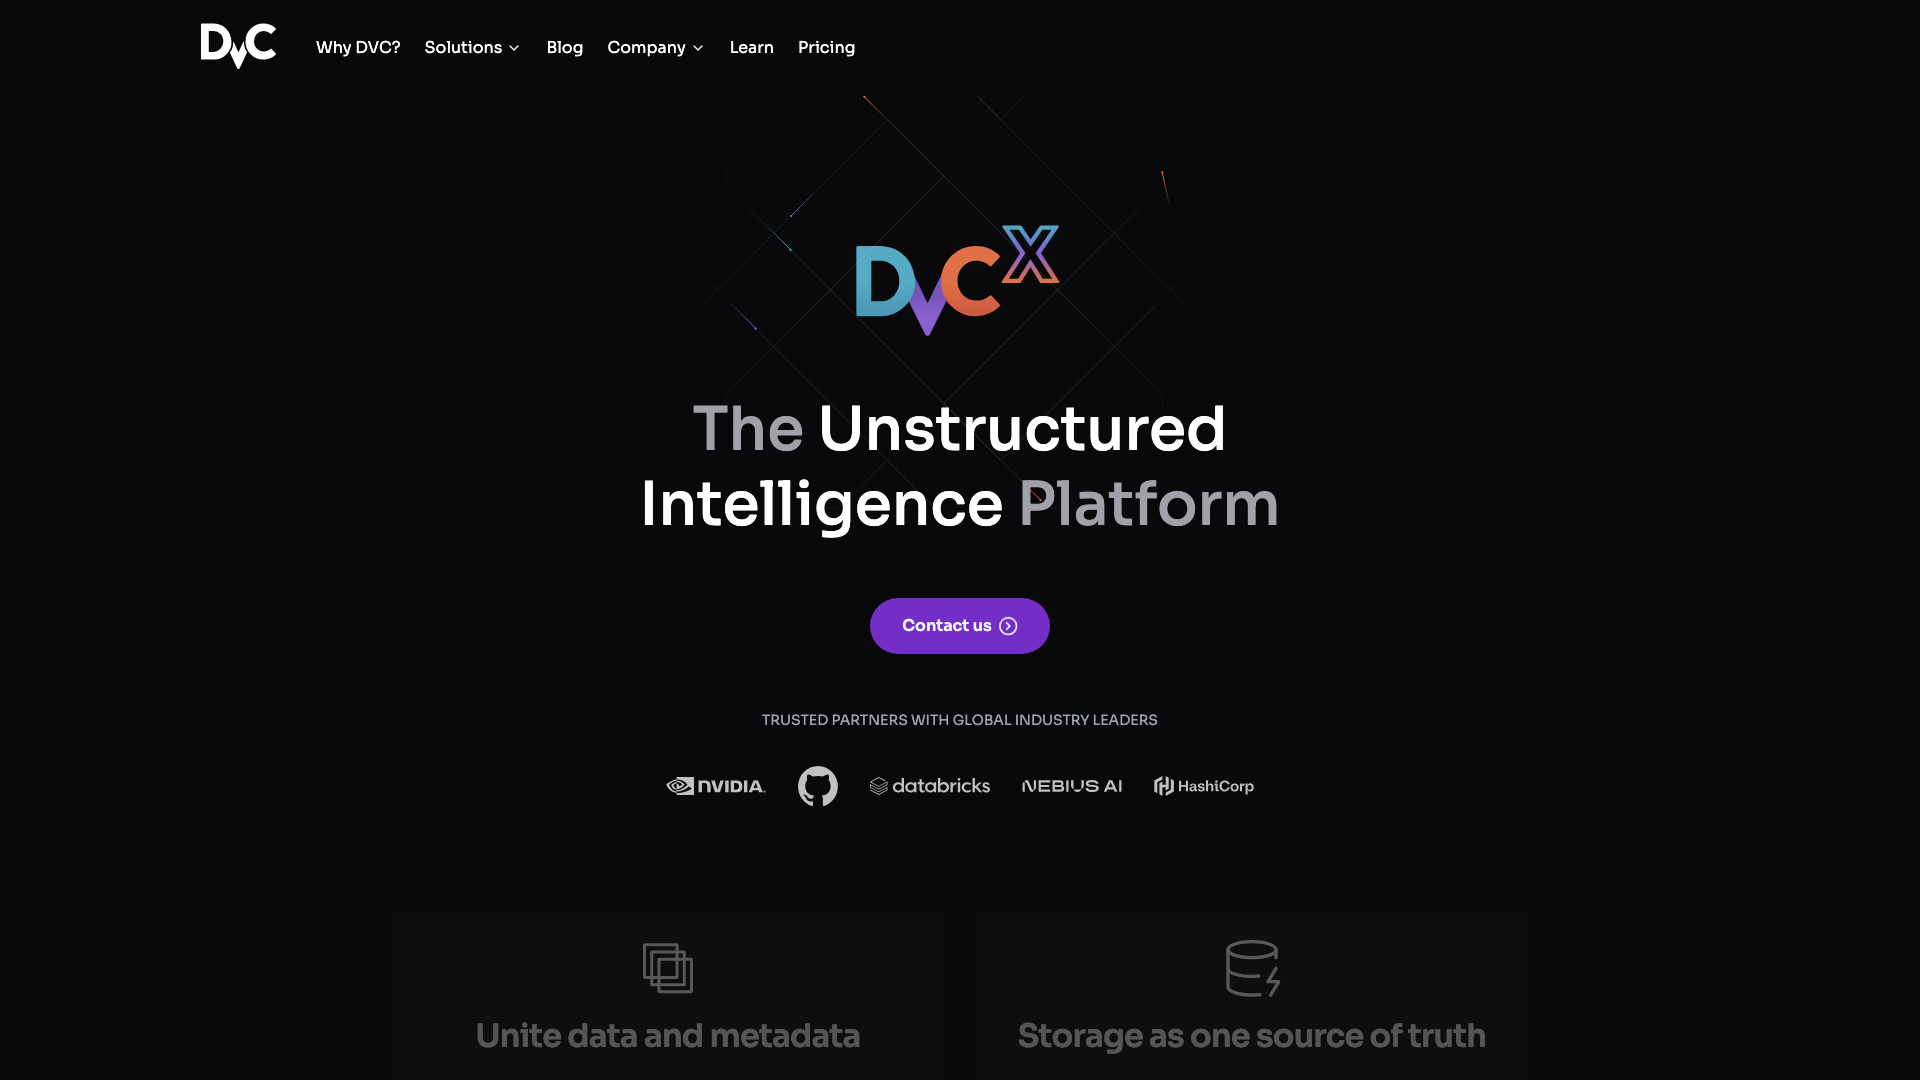 DVC
Why DVC?
Solutions
Blog
Company
Learn
Pricing
DVC X
The Unstructured
Intelligence Platform
Contact us
TRUSTED PARTNERS WITH GLOBAL INDUSTRY LEADERS
NVIDIA.
databricks
NEBIUS AI
HashiCorp
Unite data and metadata
Storage as one source of truth